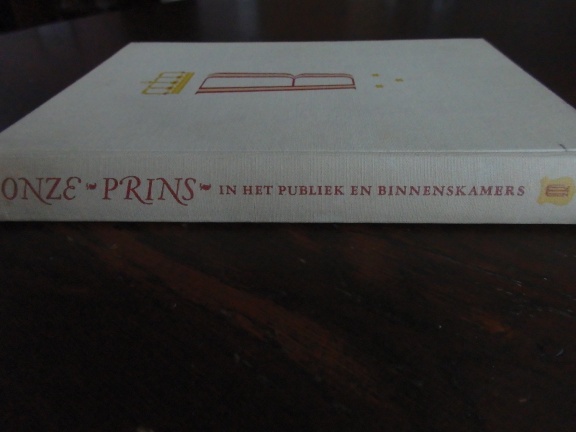 B
ONZE PRINS IN HET PUBLIEK EN BINNENSKAMERS